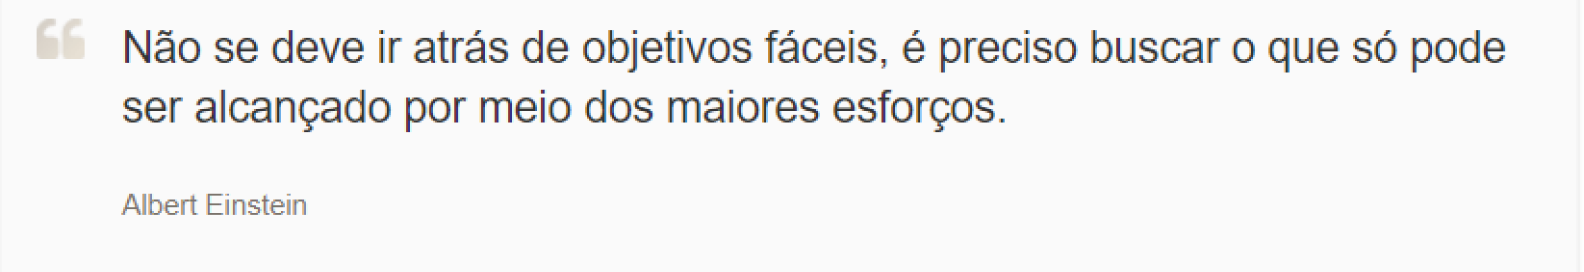 Não se deve ir atrás de objetivos fáceis, é preciso buscar o que só pode
ser alcançado por meio dos maiores esforços.
Albert Einstein